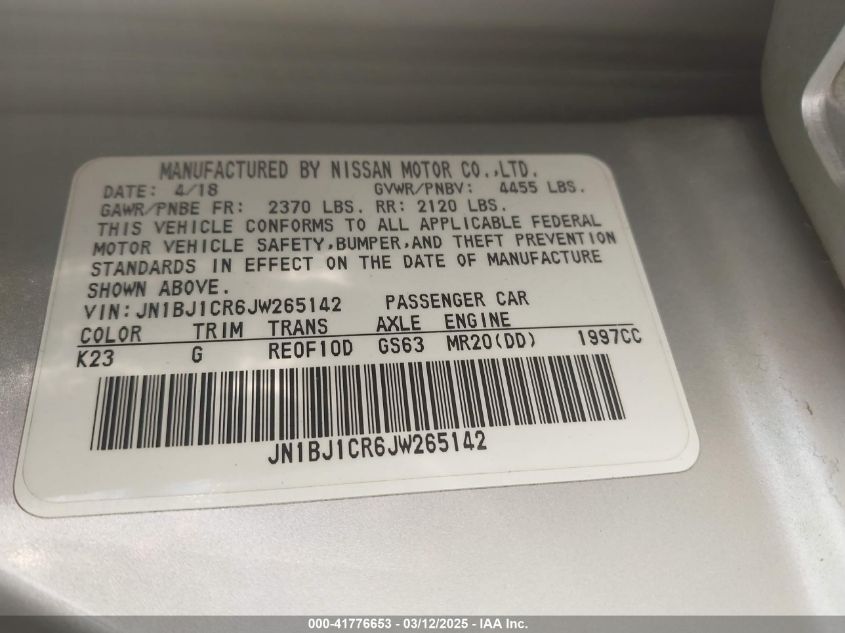 MANUFACTURED BY NISSAN MOTOR CO.,LTD.
DATE: 4/18 GVWR/PNBV: 4455 LBS.
GAWR/PNBE FR: 2370 LBS. RR: 2120 LBS.
THIS VEHICLE CONFORMS TO ALL APPLICABLE FEDERAL
MOTOR VEHICLE SAFETY,BUMPER,AND THEFT PREVENTION
STANDARDS IN EFFECT ON THE DATE OF MANUFACTURE
SHOWN ABOVE.
VIN:JN1BJ1CR6JW265142 PASSENGER CAR
COLOR TRIM TRANS AXLE ENGINE
K23 G RE0F10D GS63 MR20(DD) 1997CC
JN1BJ1CR6JW265142
000-41776653 - 03/12/2025 - IAA Inc.